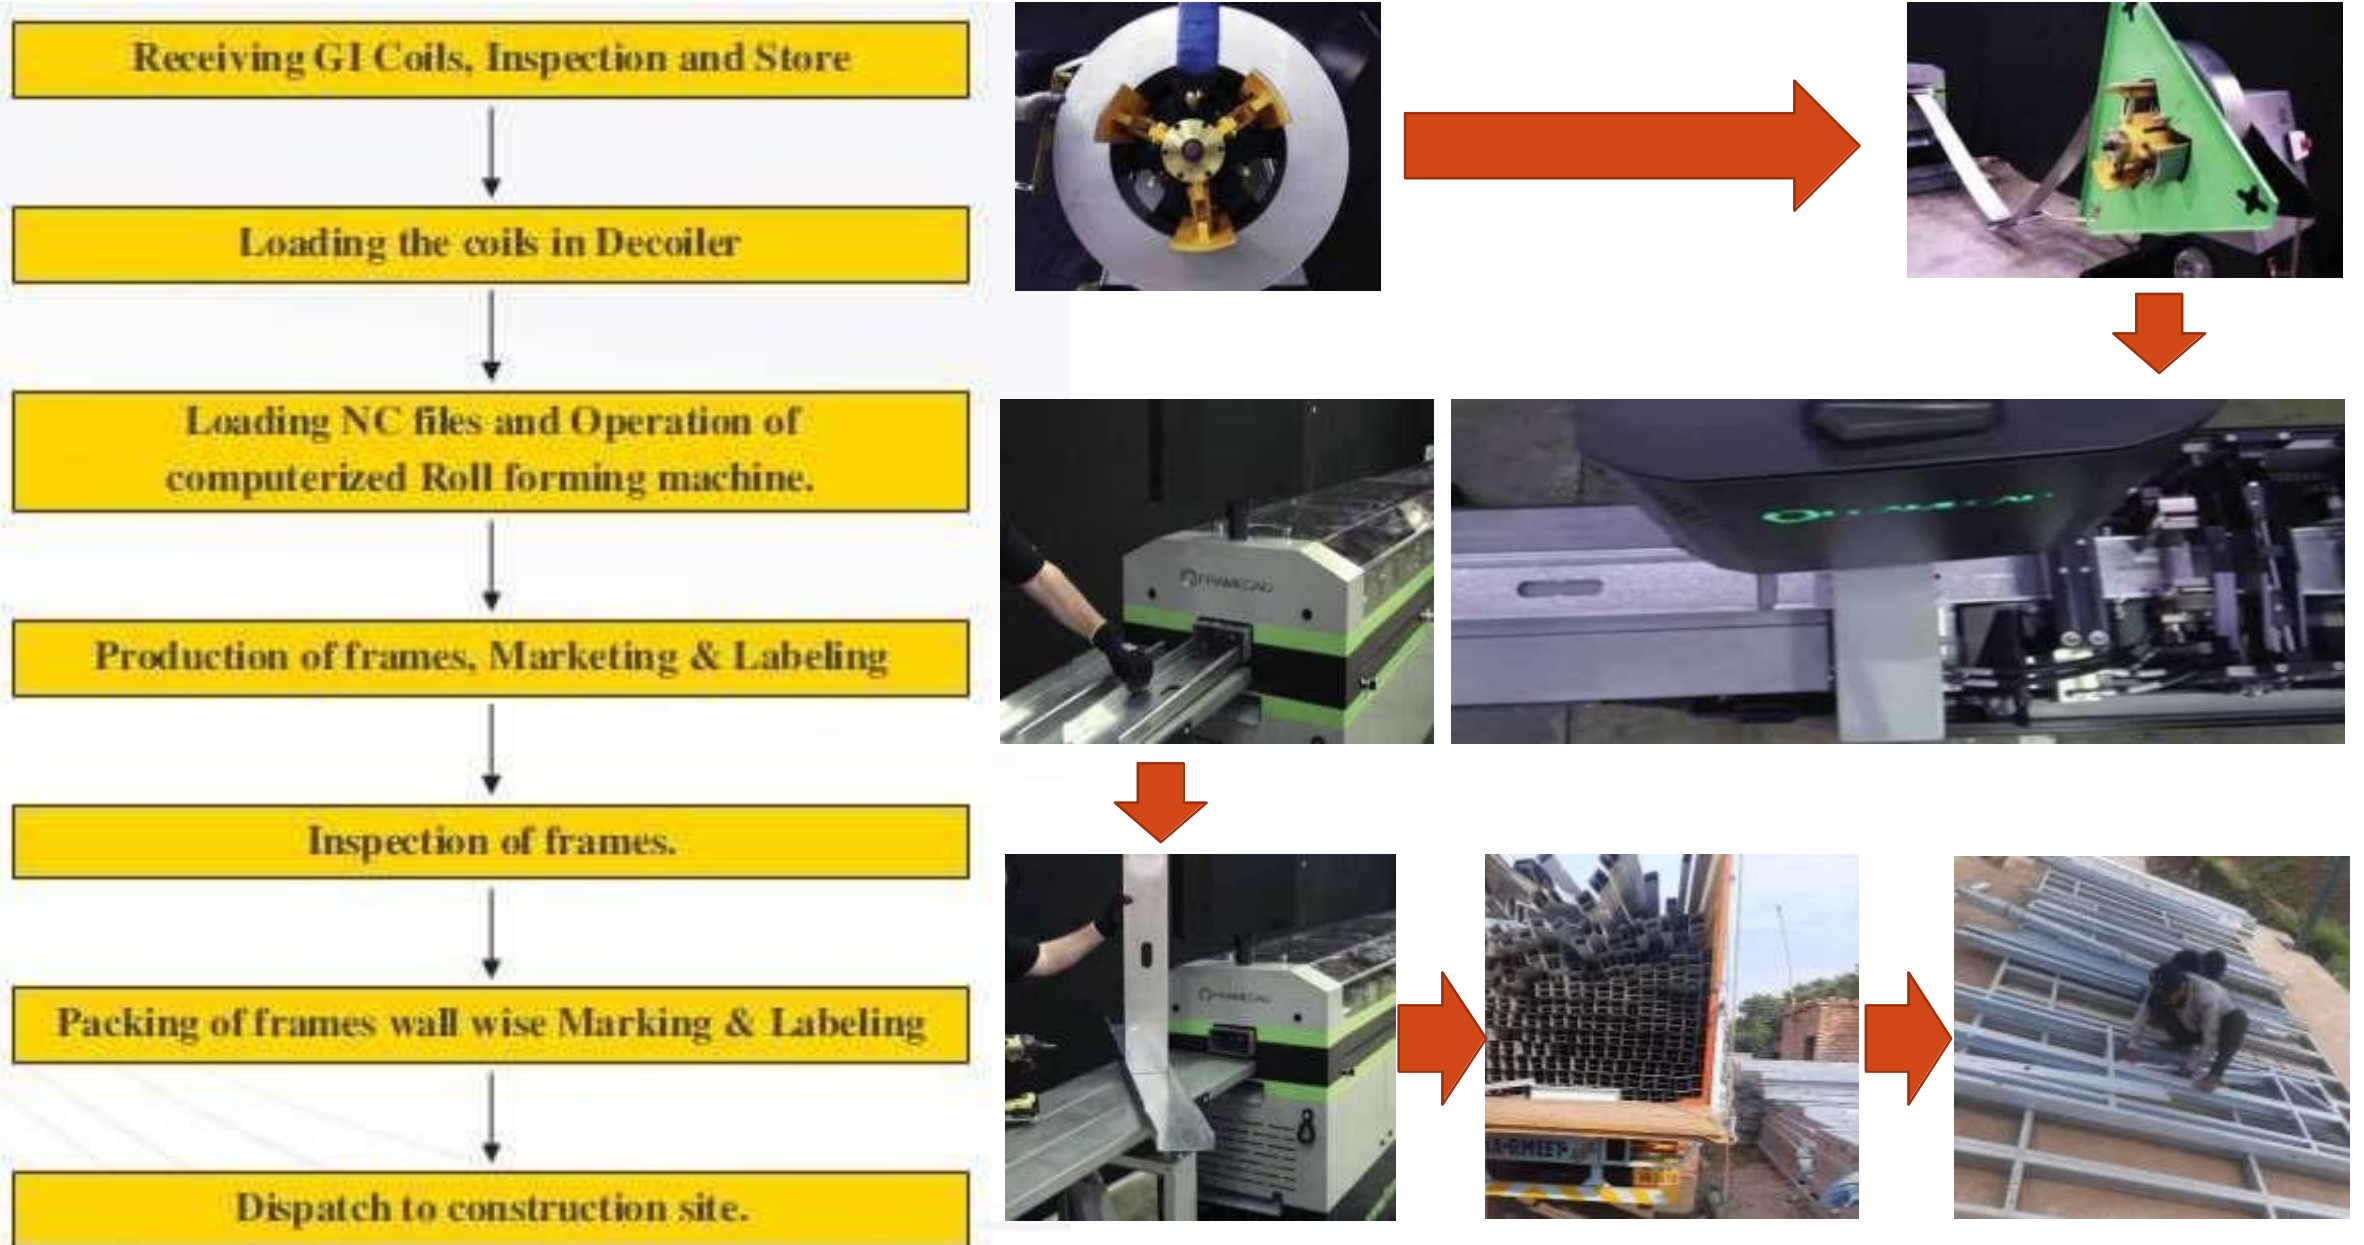 Receiving GI Coils, Inspection and Store
Loading the coils in Decoiler
Loading NC files and Operation of
computerized Roll forming machine.
Production of frames, Marketing & Labeling
Inspection of frames.
Packing of frames wall wise Marking & Labeling
Dispatch to construction site.
FRAMECAD
FRAMECAD